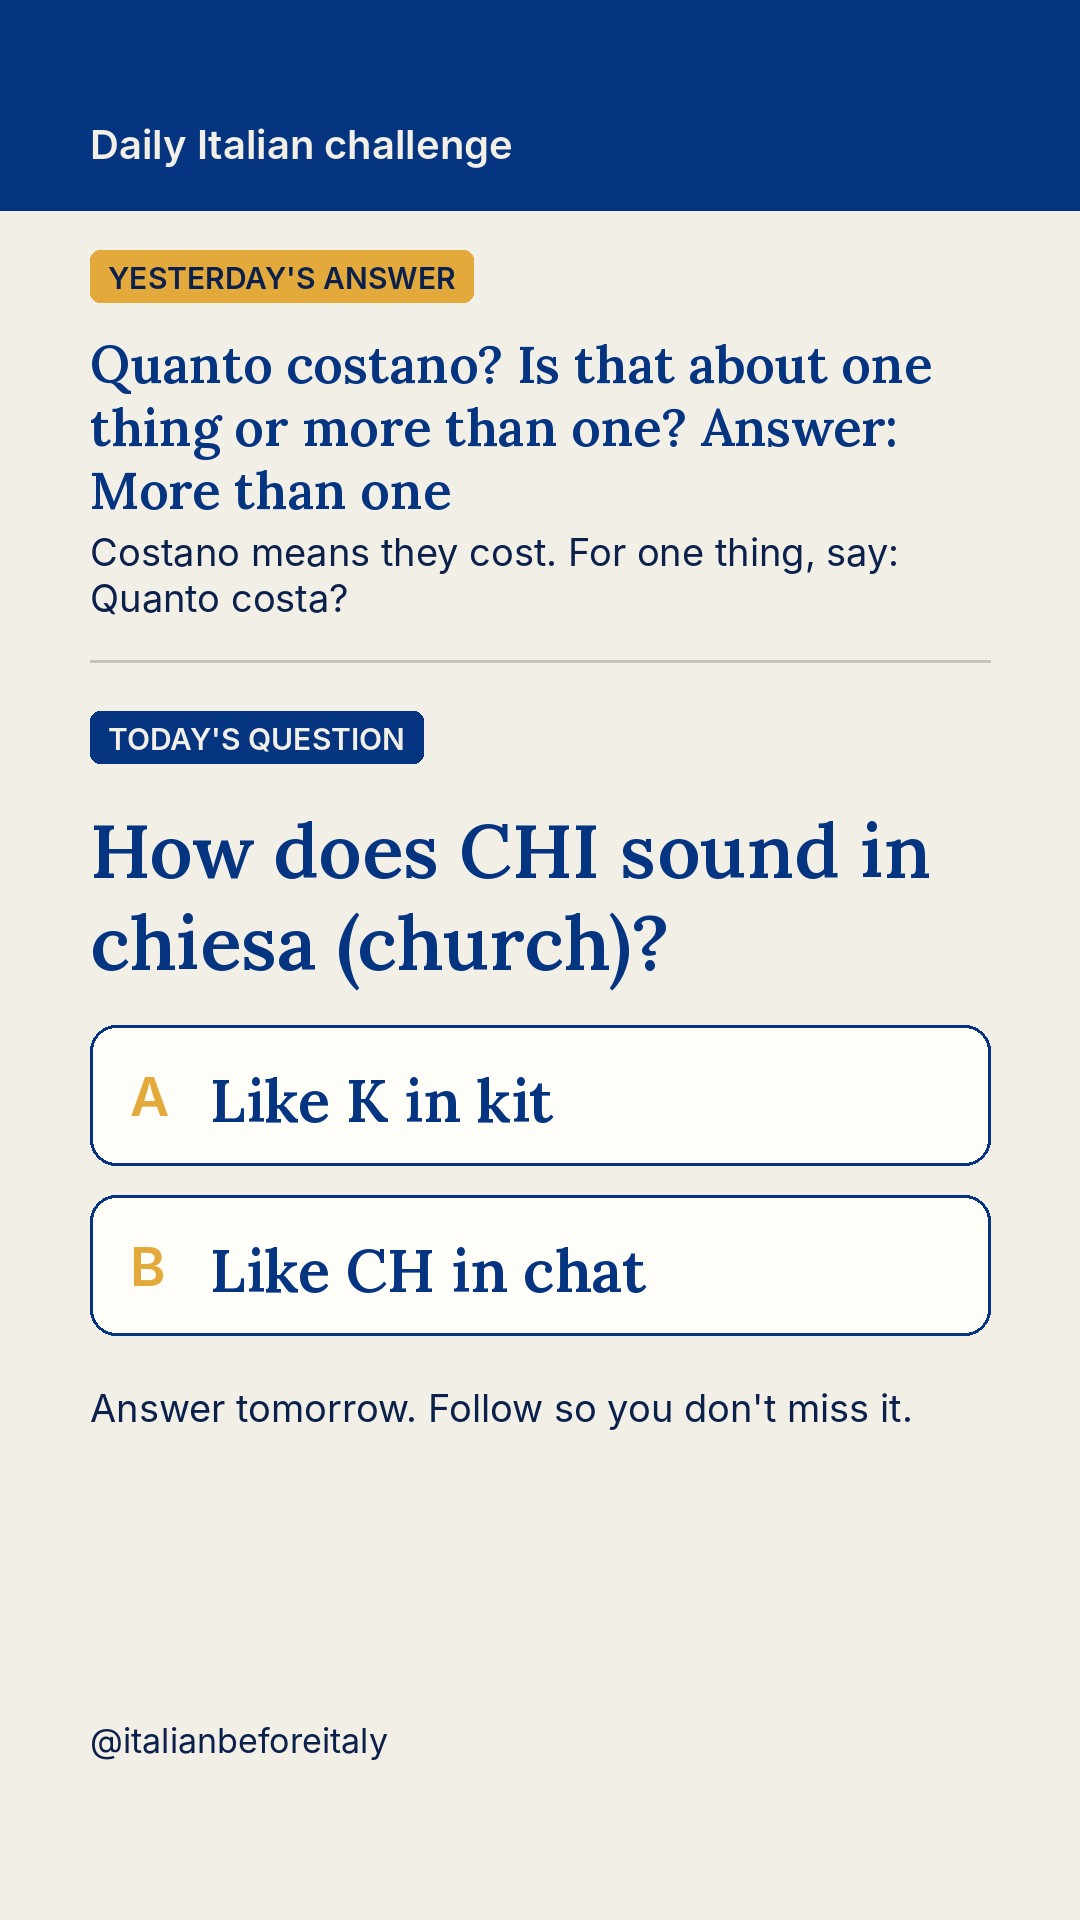 Daily Italian challenge
YESTERDAY'S ANSWER
Quanto costano? Is that about one
thing or more than one? Answer:
More than one
Costano means they cost. For one thing, say:
Quanto costa?
TODAY'S QUESTION
How does CHI sound in
chiesa (church)?
A Like K in kit
B Like CH in chat
Answer tomorrow. Follow so you don't miss it.
@italianbeforeitaly